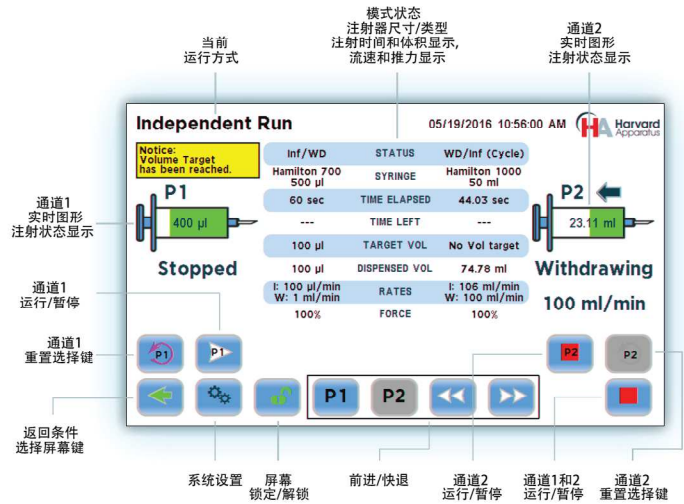 模式状态
注射器尺寸/类型
注射时间和体积显示,
流速和推力显示
当前
运行方式
通道2
实时图形
注射状态显示
Independent Run
05/19/2016 10:56:00 AM
HA Harvard
Apparatus
Notice:
Volume Target
has been reached.
Inf/WD STATUS WD/Inf (Cycle)
Hamilton 700
500 µl
SYRINGE
Hamilton 1000
50 ml
60 sec TIME ELAPSED 44.03 sec
--- TIME LEFT ---
100 µl TARGET VOL No Vol target
100 µl DISPENSED VOL 74.78 ml
I: 100 µl/min
W: 1 ml/min
RATES
I: 106 ml/min
W: 100 ml/min
100% FORCE 100%
P1
400 µl
Stopped
P2
23.11 ml
Withdrawing
100 ml/min
通道1
实时图形
注射状态显示
通道1
运行/暂停
通道1
重置选择键
返回条件
选择屏幕键
P1
P1
P2
P2
P1
P2
系统设置
屏幕
锁定/解锁
前进/快退
通道2
运行/暂停
通道1和2
运行/暂停
通道2
重置选择键